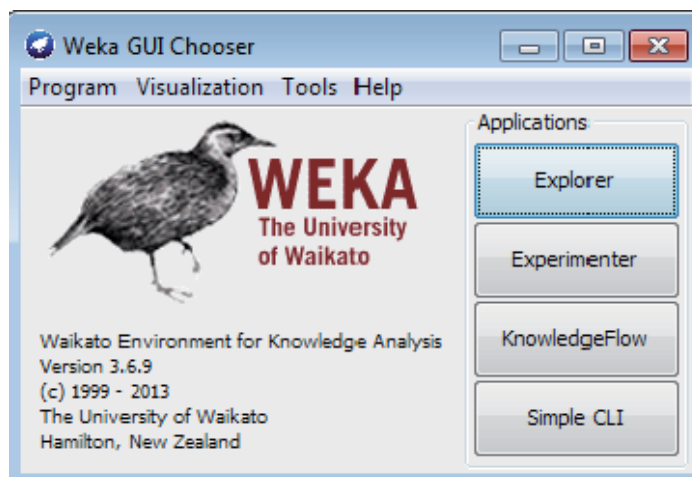 Weka GUI Chooser
Program Visualization Tools Help
Applications
WEKA
The University
of Waikato
Explorer
Experimenter
KnowledgeFlow
Simple CLI
Waikato Environment for Knowledge Analysis
Version 3.6.9
(c) 1999 - 2013
The University of Waikato
Hamilton, New Zealand